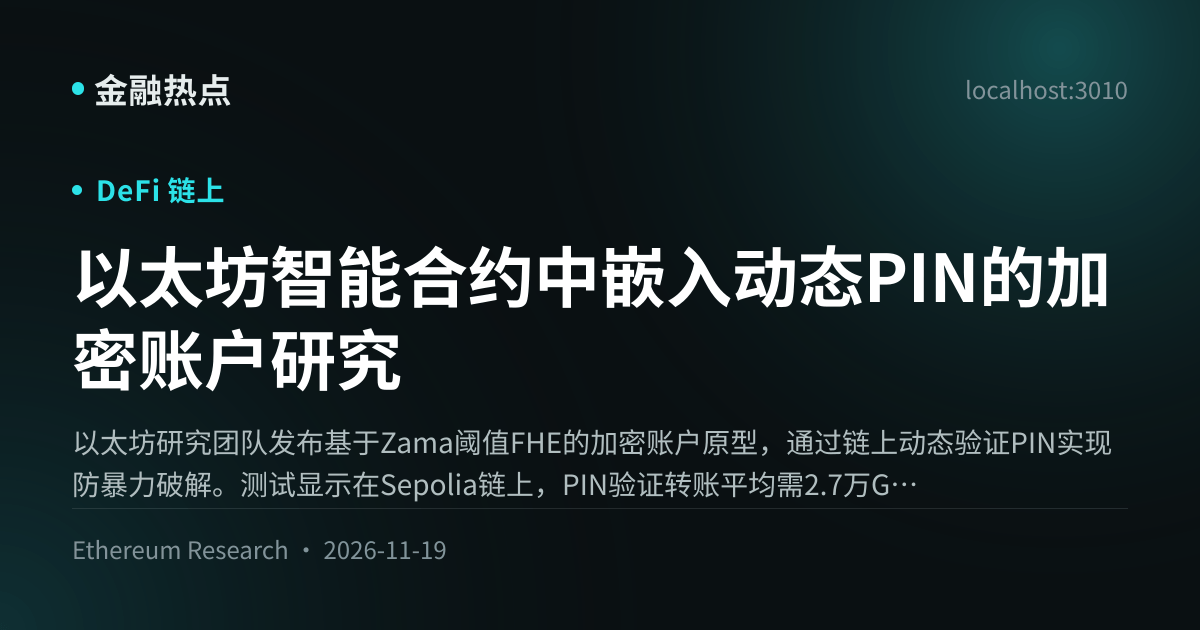 金融热点
localhost:3010
DeFi 链上
以太坊智能合约中嵌入动态PIN的加
密账户研究
以太坊研究团队发布基于Zama阈值FHE的加密账户原型，通过链上动态验证PIN实现
防暴力破解。测试显示在Sepolia链上，PIN验证转账平均需2.7万G…
Ethereum Research · 2026-11-19